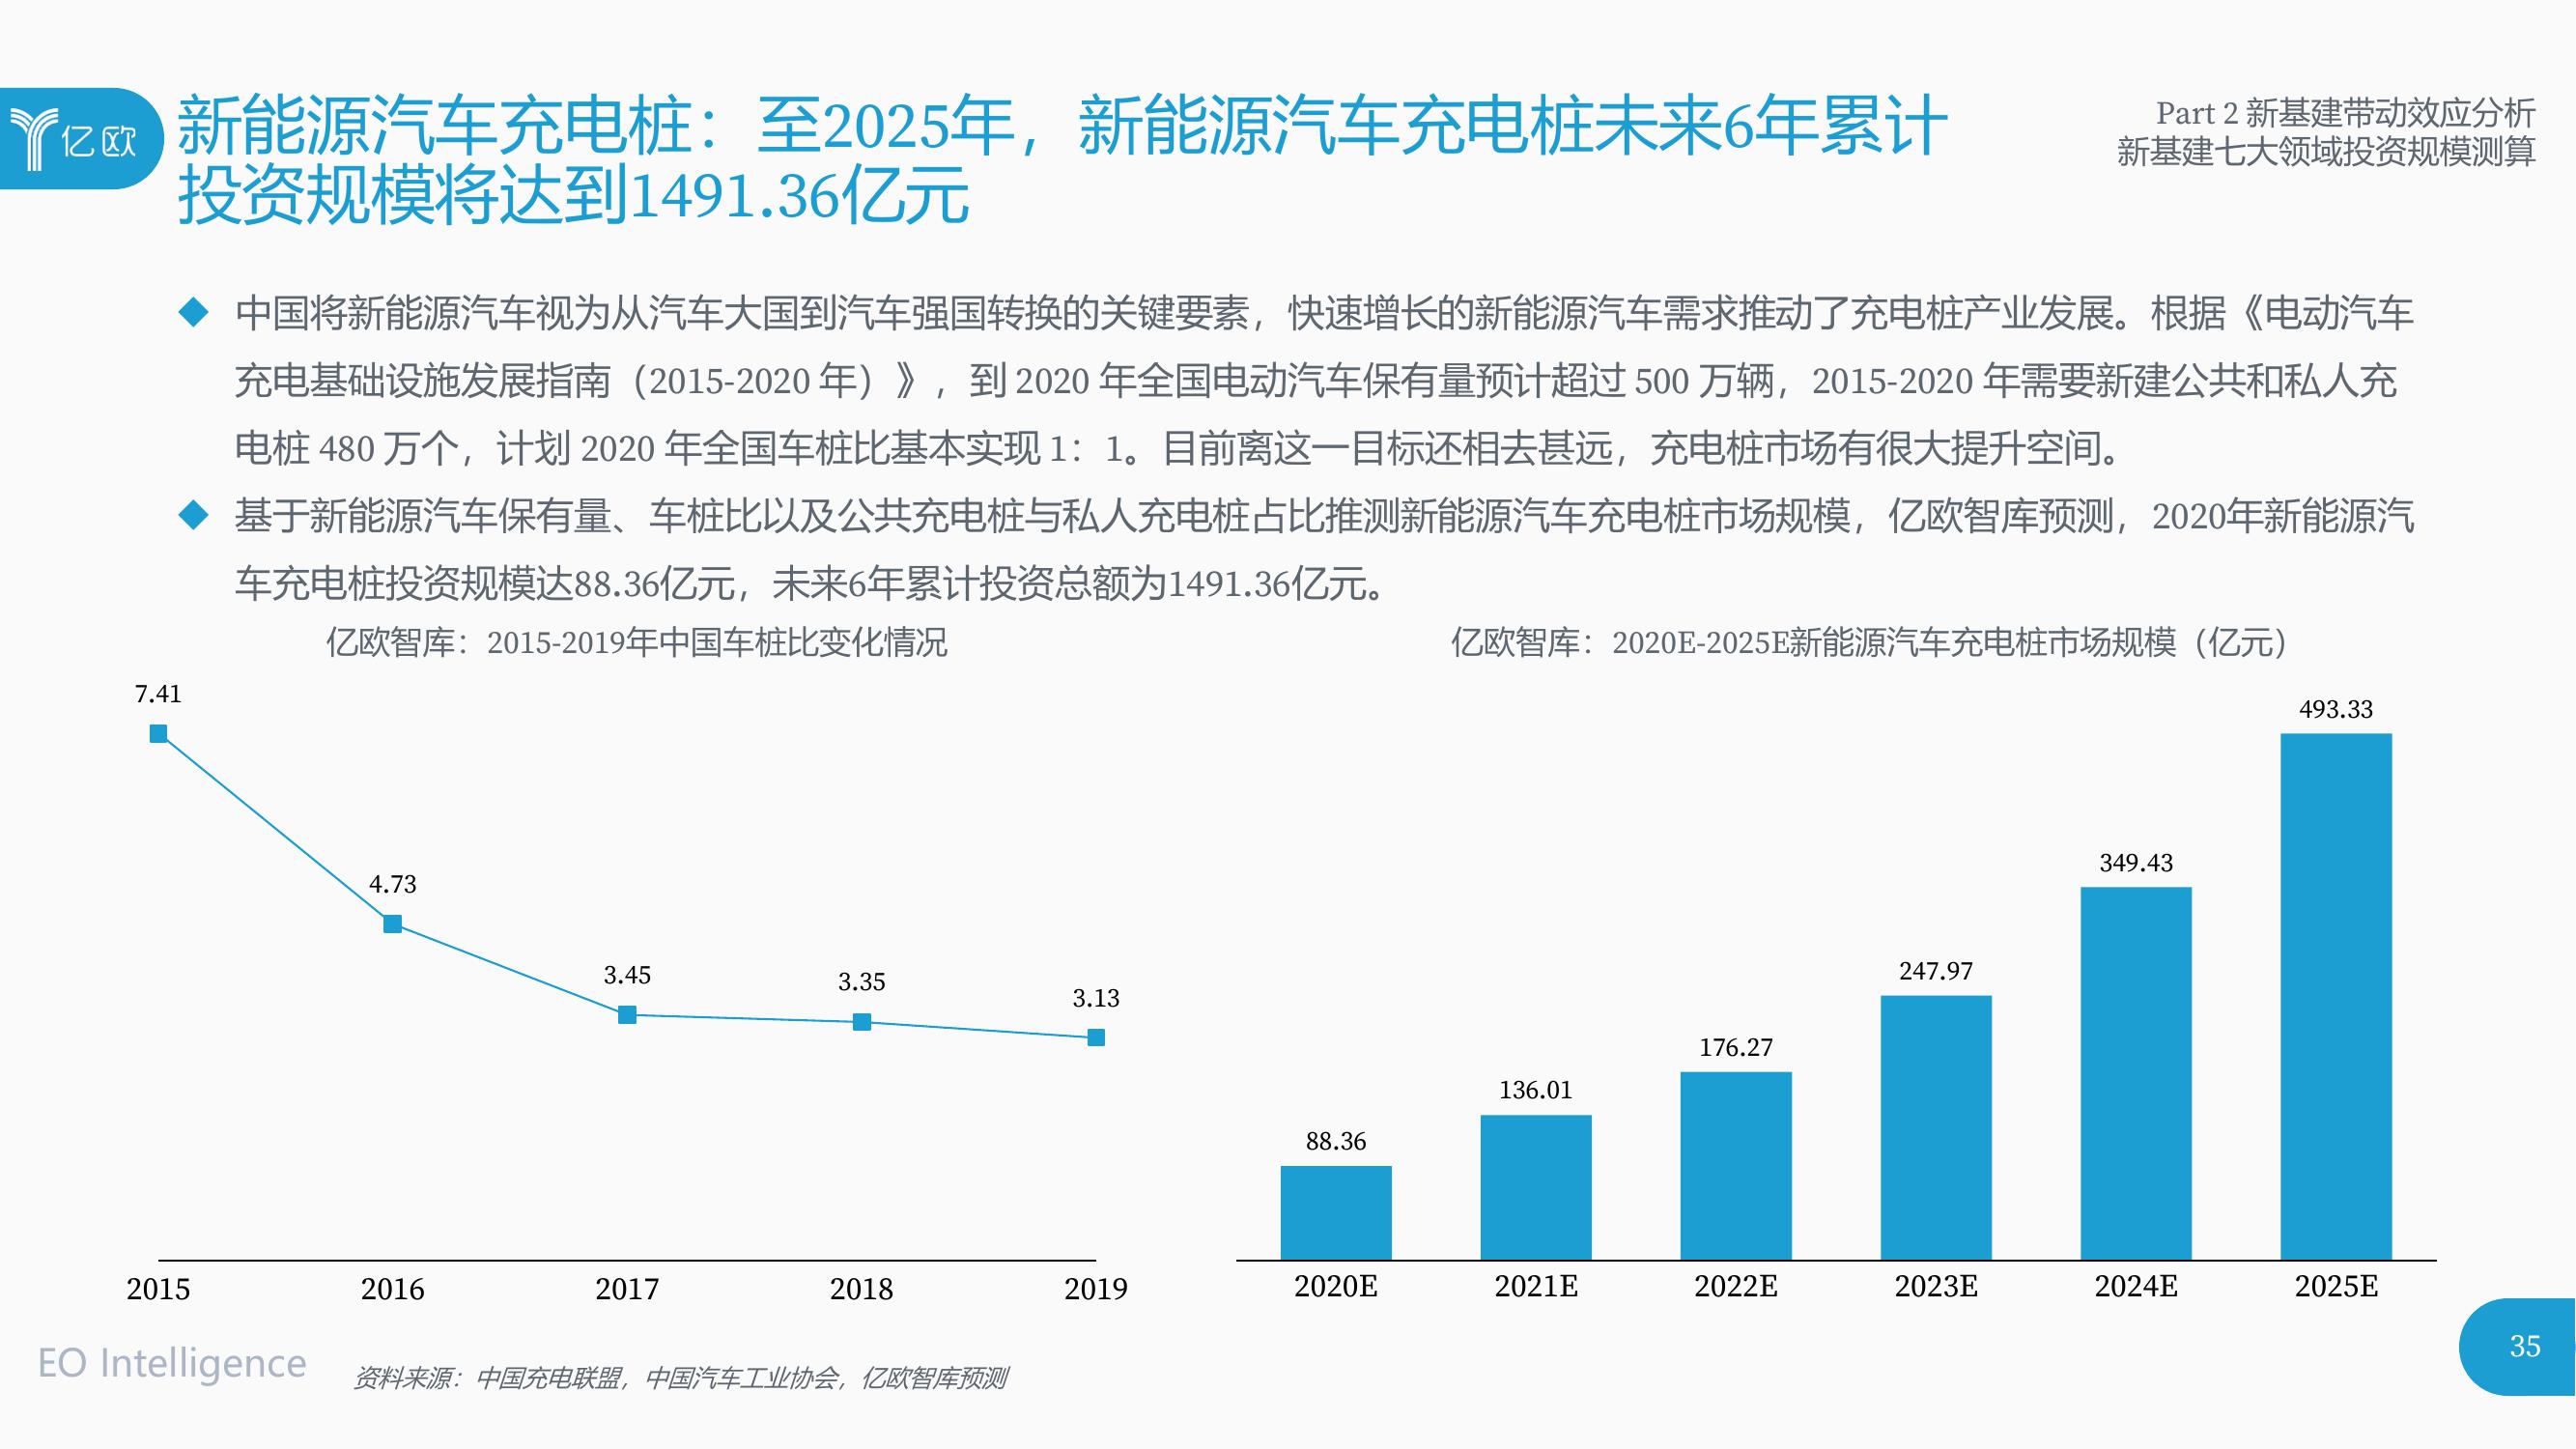 亿欧
新能源汽车充电桩：至2025年，新能源汽车充电桩未来6年累计
投资规模将达到1491.36亿元
Part 2 新基建带动效应分析
新基建七大领域投资规模测算
中国将新能源汽车视为从汽车大国到汽车强国转换的关键要素，快速增长的新能源汽车需求推动了充电桩产业发展。根据《电动汽车
充电基础设施发展指南（2015-2020 年）》，到 2020 年全国电动汽车保有量预计超过 500 万辆，2015-2020 年需要新建公共和私人充
电桩 480 万个，计划 2020 年全国车桩比基本实现 1：1。目前离这一目标还相去甚远，充电桩市场有很大提升空间。
基于新能源汽车保有量、车桩比以及公共充电桩与私人充电桩占比推测新能源汽车充电桩市场规模，亿欧智库预测，2020年新能源汽
车充电桩投资规模达88.36亿元，未来6年累计投资总额为1491.36亿元。
亿欧智库：2015-2019年中国车桩比变化情况
7.41
4.73
3.45
3.35
3.13
2015
2016
2017
2018
2019
亿欧智库：2020E-2025E新能源汽车充电桩市场规模（亿元）
88.36
136.01
176.27
247.97
349.43
493.33
2020E
2021E
2022E
2023E
2024E
2025E
EO Intelligence
资料来源：中国充电联盟，中国汽车工业协会，亿欧智库预测
35